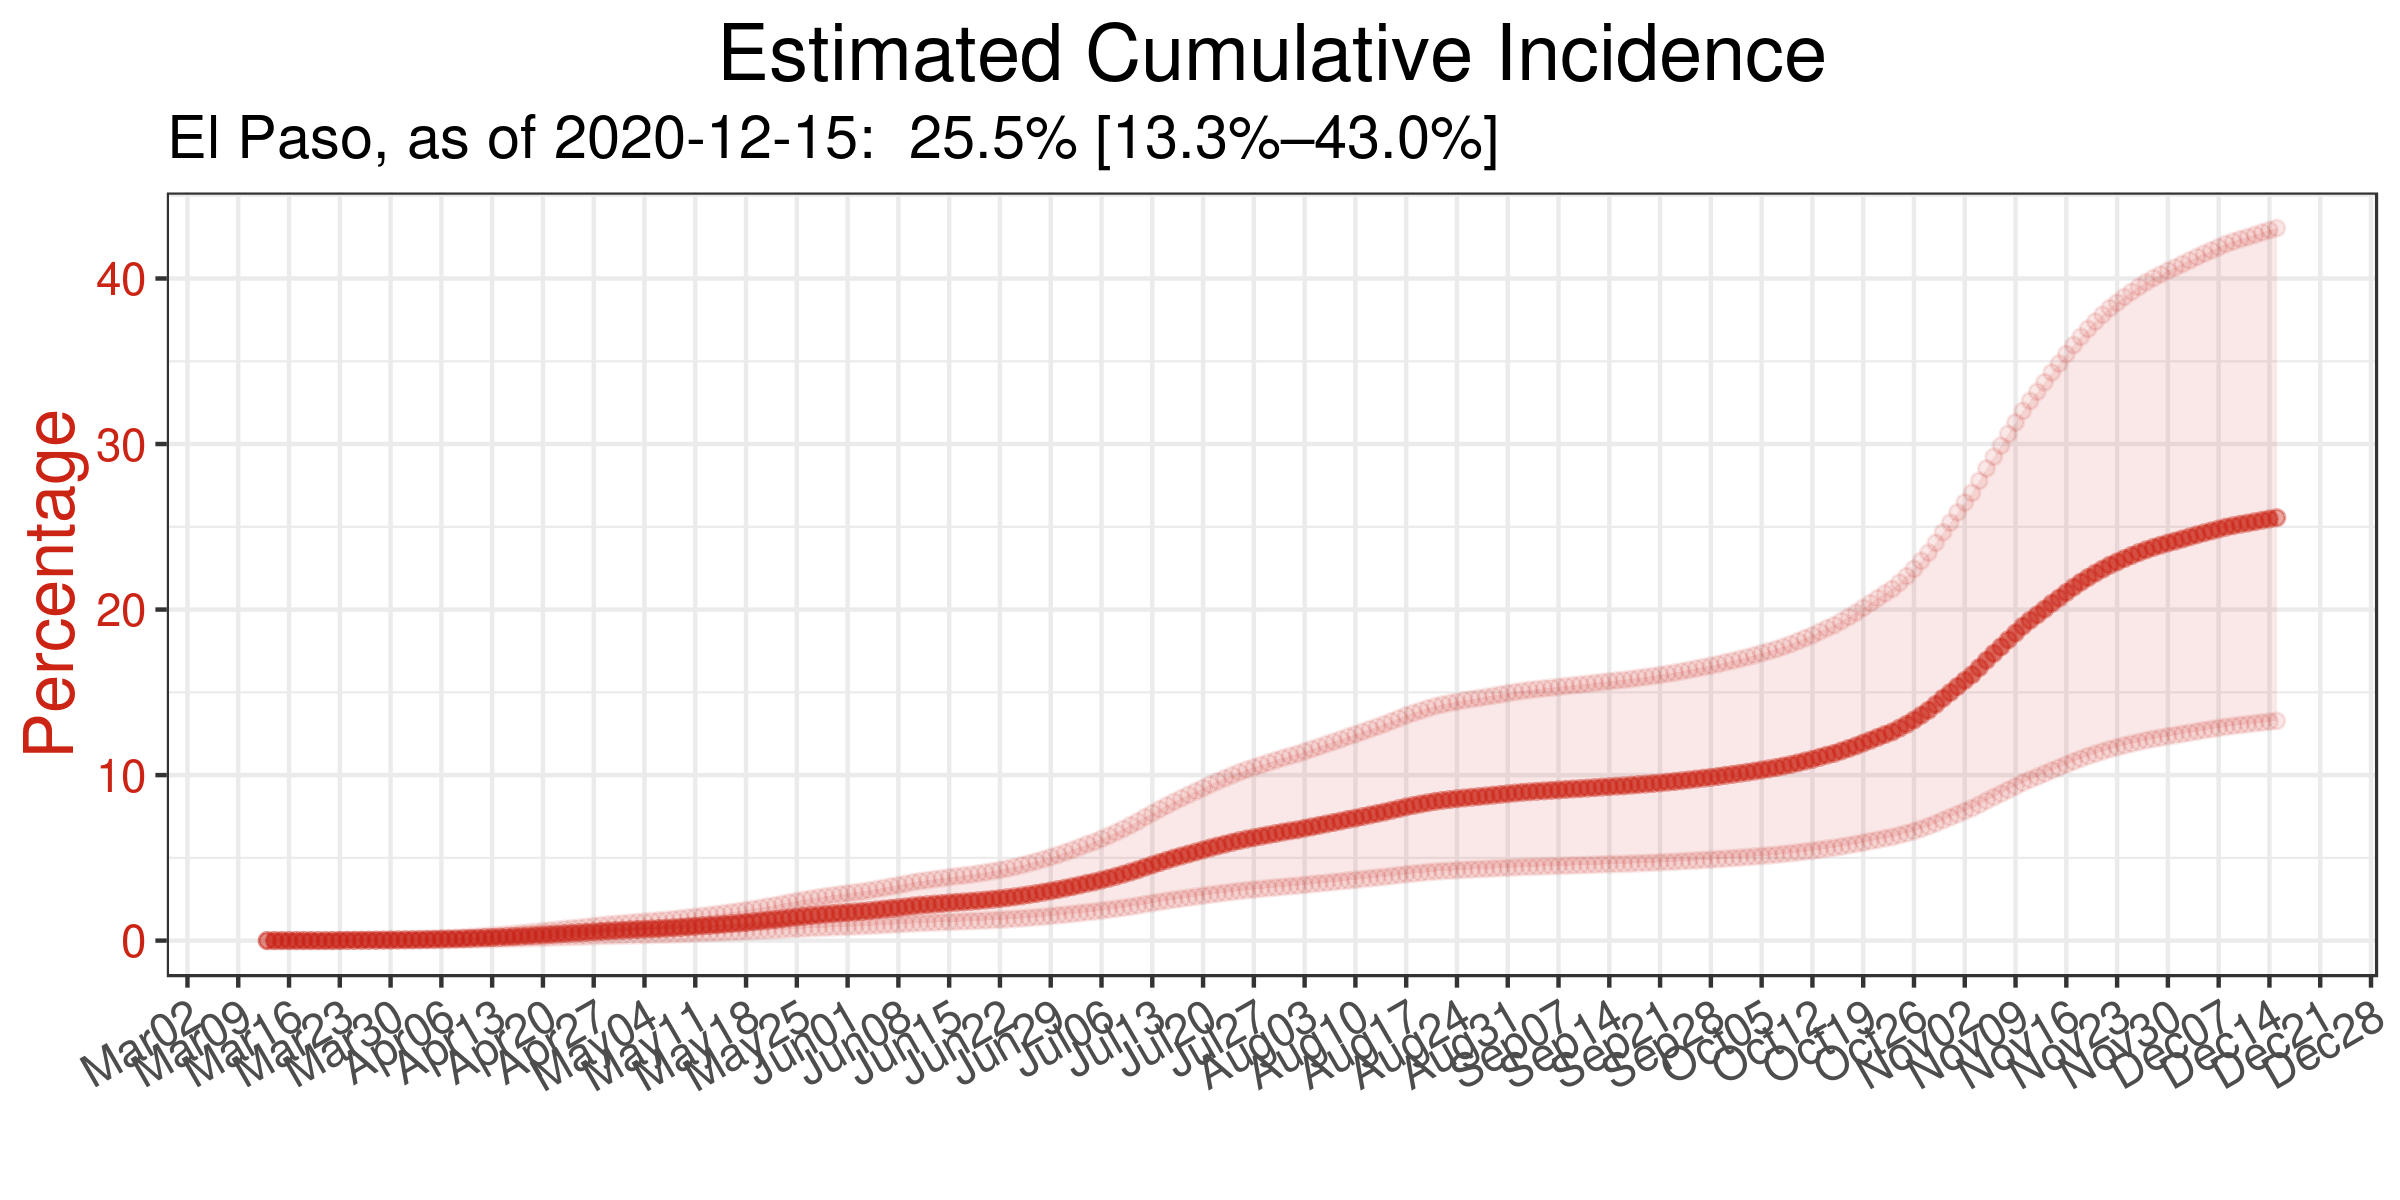 Estimated Cumulative Incidence
El Paso, as of 2020-12-15:  25.5% [13.3%–43.0%]
Percentage
40
30
20
10
0
Mar02
Mar09
Mar16
Mar23
Mar30
Apr06
Apr13
Apr20
Apr27
May04
May11
May18
May25
Jun01
Jun08
Jun15
Jun22
Jun29
Jul06
Jul13
Jul20
Jul27
Aug03
Aug10
Aug17
Aug24
Aug31
Sep07
Sep14
Sep21
Sep28
Oct05
Oct12
Oct19
Oct26
Nov02
Nov09
Nov16
Nov23
Nov30
Dec07
Dec14
Dec21
Dec28